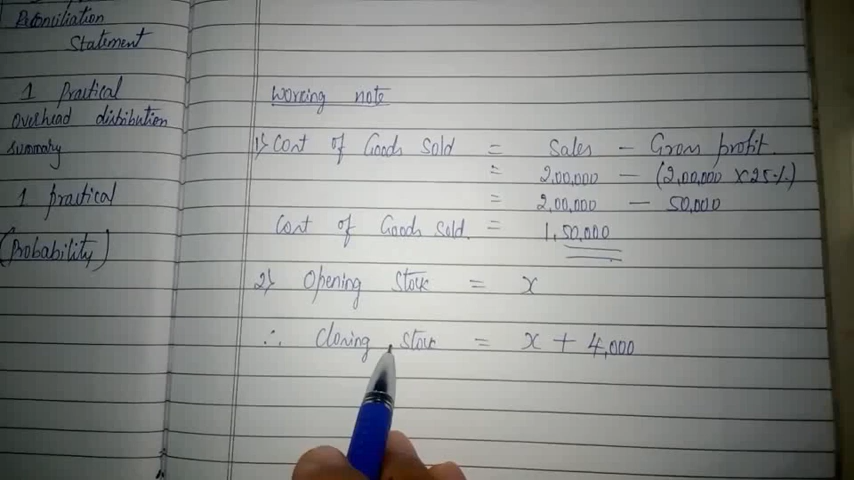 Reconciliation
Statement
1 Practical
overhead distibution
summary
1 practical
(Probability)
Working note
1) Cost of Goods Sold = Sales - Gross profit
= 2,00,000 - (2,00,000 x 25%)
= 2,00,000 - 50,000
Cost of Goods Sold = 1,50,000
2) Opening Stock = x
∴ Closing Stock = x + 4,000